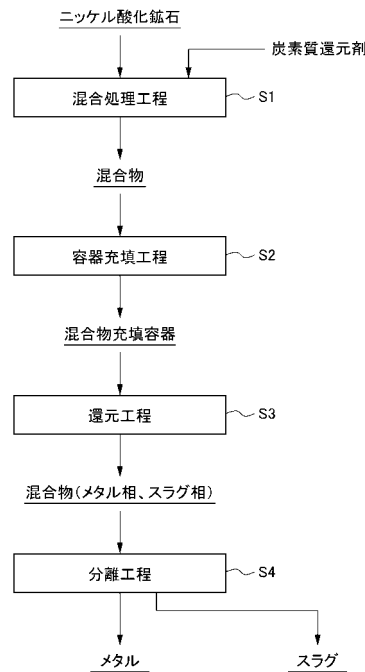 ニッケル酸化鉱石
炭素質還元剤
混合処理工程 S1
混合物
容器充填工程 S2
混合物充填容器
還元工程 S3
混合物(メタル相、スラグ相)
分離工程 S4
メタル スラグ